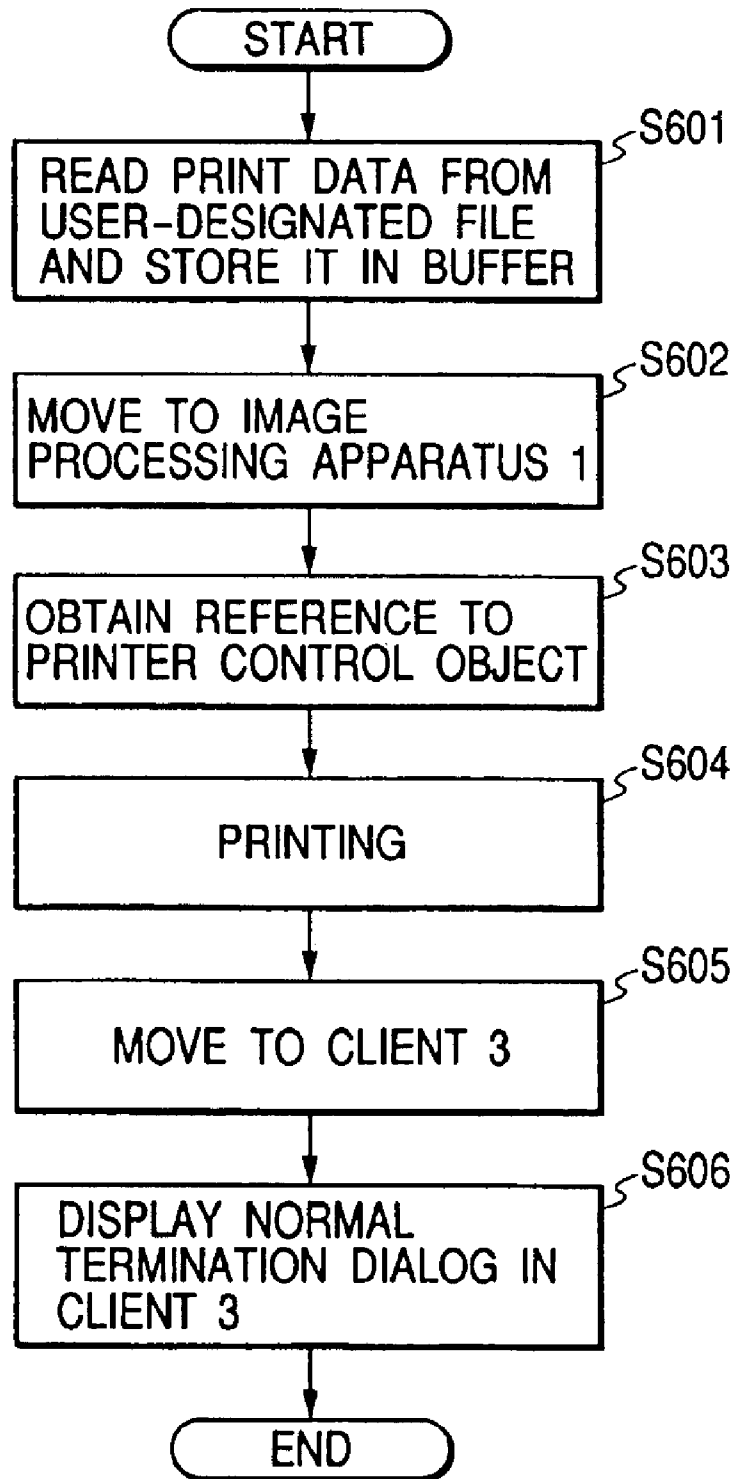 START
S601
READ PRINT DATA FROM
USER-DESIGNATED FILE
AND STORE IT IN BUFFER
S602
MOVE TO IMAGE
PROCESSING APPARATUS 1
S603
OBTAIN REFERENCE TO
PRINTER CONTROL OBJECT
S604
PRINTING
S605
MOVE TO CLIENT 3
S606
DISPLAY NORMAL
TERMINATION DIALOG IN
CLIENT 3
END